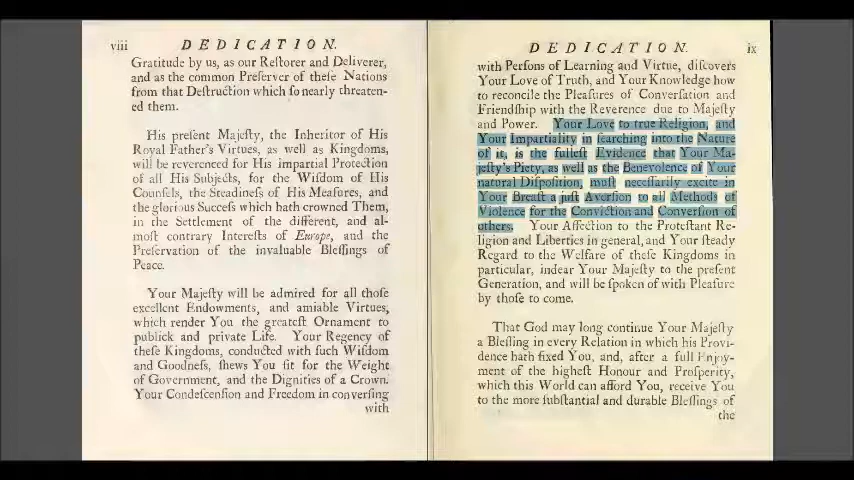 viii DEDICATION.
Gratitude by us, as our Reſtorer and Deliverer,
and as the common Preſerver of theſe Nations
from that Deſtruction which ſo nearly threaten-
ed them.
His preſent Majeſty, the Inheritor of His
Royal Father's Virtues, as well as Kingdoms,
will be reverenced for His impartial Protection
of all His Subjects, for the Wiſdom of His
Counſels, the Steadineſs of His Meaſures, and
the glorious Succeſs which hath crowned Them,
in the Settlement of the different, and al-
moſt contrary Intereſts of Europe, and the
Preſervation of the invaluable Bleſſings of
Peace.
Your Majeſty will be admired for all thoſe
excellent Endowments, and amiable Virtues,
which render You the greateſt Ornament to
publick and private Life. Your Regency of
theſe Kingdoms, conducted with ſuch Wiſdom
and Goodneſs, ſhews You fit for the Weight
of Government, and the Dignities of a Crown.
Your Condeſcenſion and Freedom in converſing
with
DEDICATION. ix
with Perſons of Learning and Virtue, diſcovers
Your Love of Truth, and Your Knowledge how
to reconcile the Pleaſures of Converſation and
Friendſhip with the Reverence due to Majeſty
and Power. Your Love to true Religion, and
Your Impartiality in ſearching into the Nature
of it, is the fulleſt Evidence that Your Ma-
jeſty's Piety, as well as the Benevolence of Your
natural Diſpoſition, muſt neceſſarily excite in
Your Breaſt a juſt Averſion to all Methods of
Violence for the Conviction and Converſion of
others. Your Affection to the Proteſtant Re-
ligion and Liberties in general, and Your ſteady
Regard to the Welfare of theſe Kingdoms in
particular, indear Your Majeſty to the preſent
Generation, and will be ſpoken of with Pleaſure
by thoſe to come.
That God may long continue Your Majeſty
a Bleſſing in every Relation in which his Provi-
dence hath fixed You, and, after a full Enjoy-
ment of the higheſt Honour and Proſperity,
which this World can afford You, receive You
to the more ſubſtantial and durable Bleſſings of
the